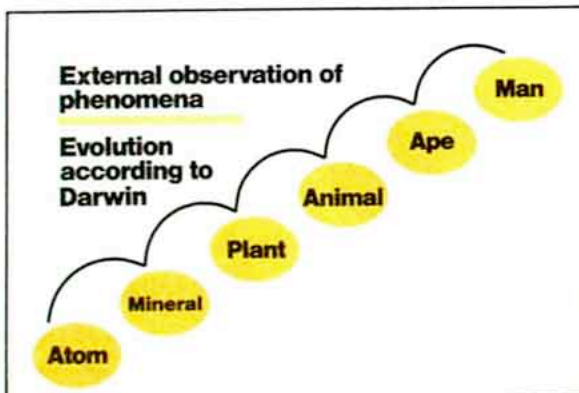 External observation of
phenomena
Evolution
according to
Darwin
Man
Ape
Animal
Plant
Mineral
Atom